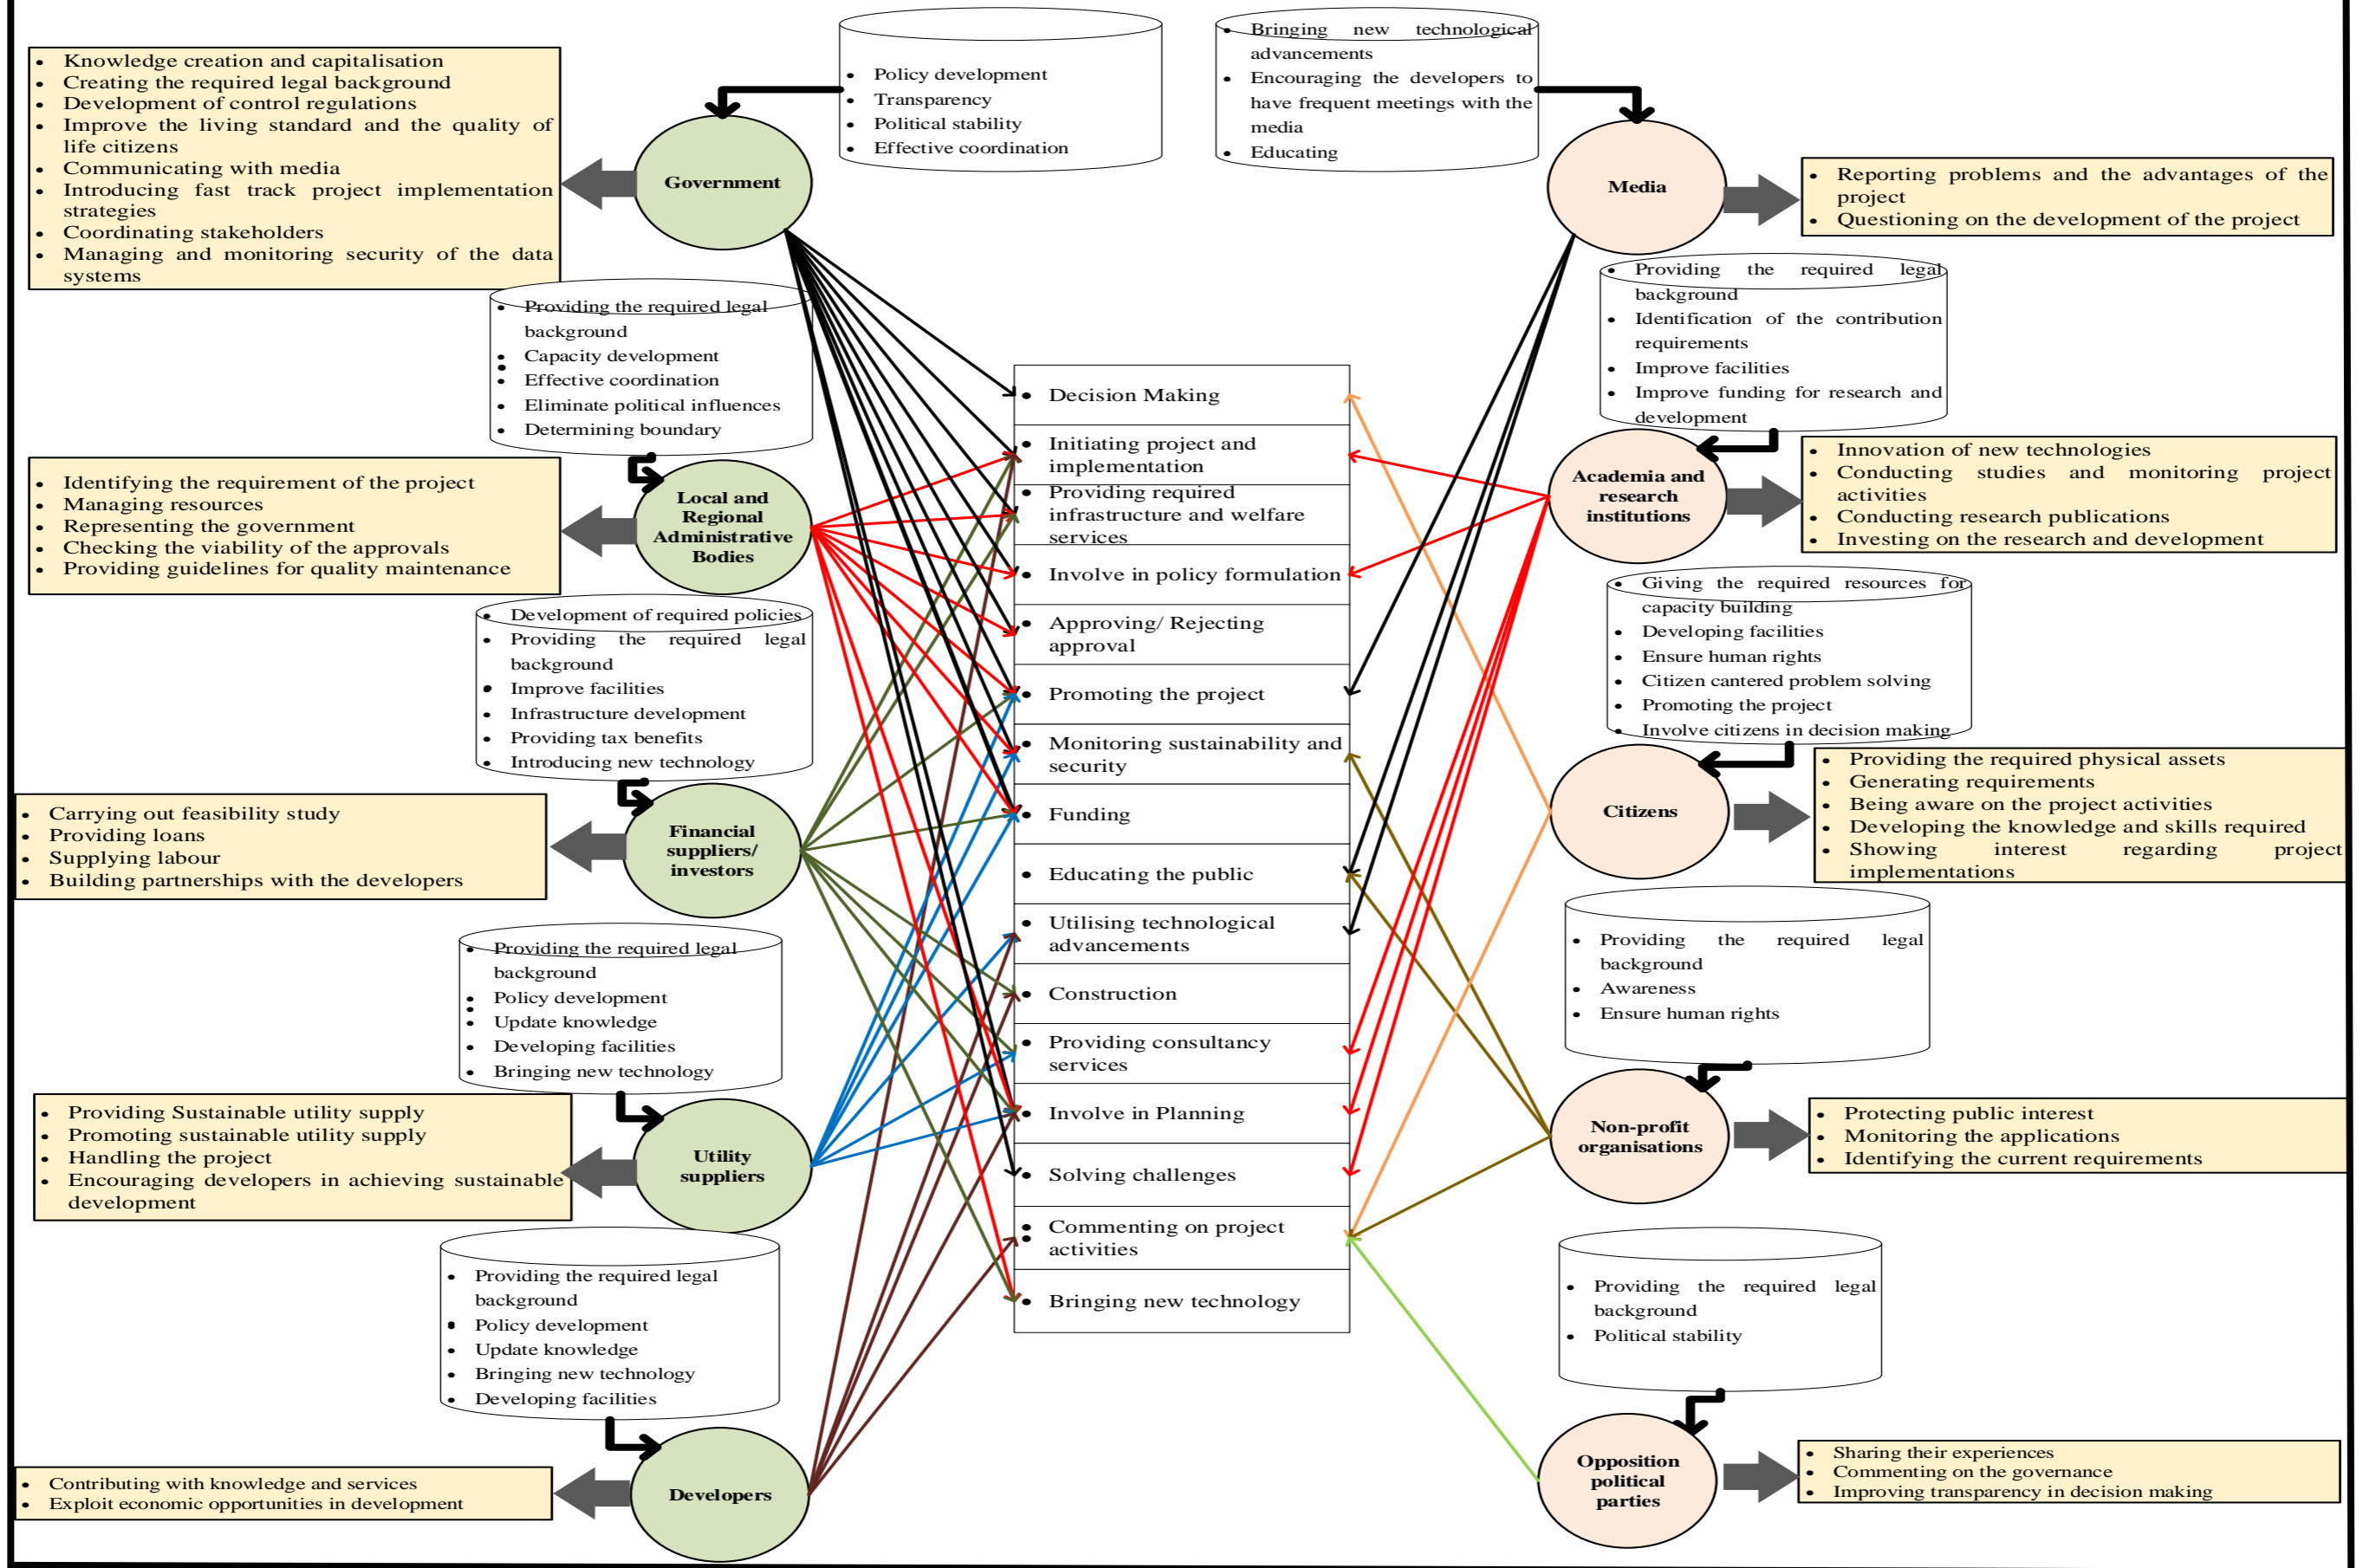 Policy development
Transparency
Political stability
Effective coordination
Bringing new technological
advancements
Encouraging the developers to
have frequent meetings with the
media
Educating
Knowledge creation and capitalisation
Creating the required legal background
Development of control regulations
Improve the living standard and the quality of
life citizens
Communicating with media
Introducing fast track project implementation
strategies
Coordinating stakeholders
Managing and monitoring security of the data
systems
Government
Media
Reporting problems and the advantages of the
project
Questioning on the development of the project
Providing the required legal
background
Capacity development
Effective coordination
Eliminate political influences
Determining boundary
Providing the required legal
background
Identification of the contribution
requirements
Improve facilities
Improve funding for research and
development
Identifying the requirement of the project
Managing resources
Representing the government
Checking the viability of the approvals
Providing guidelines for quality maintenance
Local and
Regional
Administrative
Bodies
Academia and
research
institutions
Innovation of new technologies
Conducting studies and monitoring project
activities
Conducting research publications
Investing on the research and development
Development of required policies
Providing the required legal
background
Improve facilities
Infrastructure development
Providing tax benefits
Introducing new technology
Giving the required resources for
capacity building
Developing facilities
Ensure human rights
Citizen cantered problem solving
Promoting the project
Involve citizens in decision making
Carrying out feasibility study
Providing loans
Supplying labour
Building partnerships with the developers
Financial
suppliers/
investors
Citizens
Providing the required physical assets
Generating requirements
Being aware on the project activities
Developing the knowledge and skills required
Showing interest regarding project
implementations
Decision Making
Initiating project and
implementation
Providing required
infrastructure and welfare
services
Involve in policy formulation
Approving/ Rejecting
approval
Promoting the project
Monitoring sustainability and
security
Funding
Educating the public
Utilising technological
advancements
Construction
Providing consultancy
services
Involve in Planning
Solving challenges
Commenting on project
activities
Bringing new technology
Providing the required legal
background
Policy development
Update knowledge
Developing facilities
Bringing new technology
Providing the required legal
background
Awareness
Ensure human rights
Providing Sustainable utility supply
Promoting sustainable utility supply
Handling the project
Encouraging developers in achieving sustainable
development
Utility
suppliers
Non-profit
organisations
Protecting public interest
Monitoring the applications
Identifying the current requirements
Providing the required legal
background
Policy development
Update knowledge
Bringing new technology
Developing facilities
Providing the required legal
background
Political stability
Contributing with knowledge and services
Exploit economic opportunities in development
Developers
Opposition
political
parties
Sharing their experiences
Commenting on the governance
Improving transparency in decision making